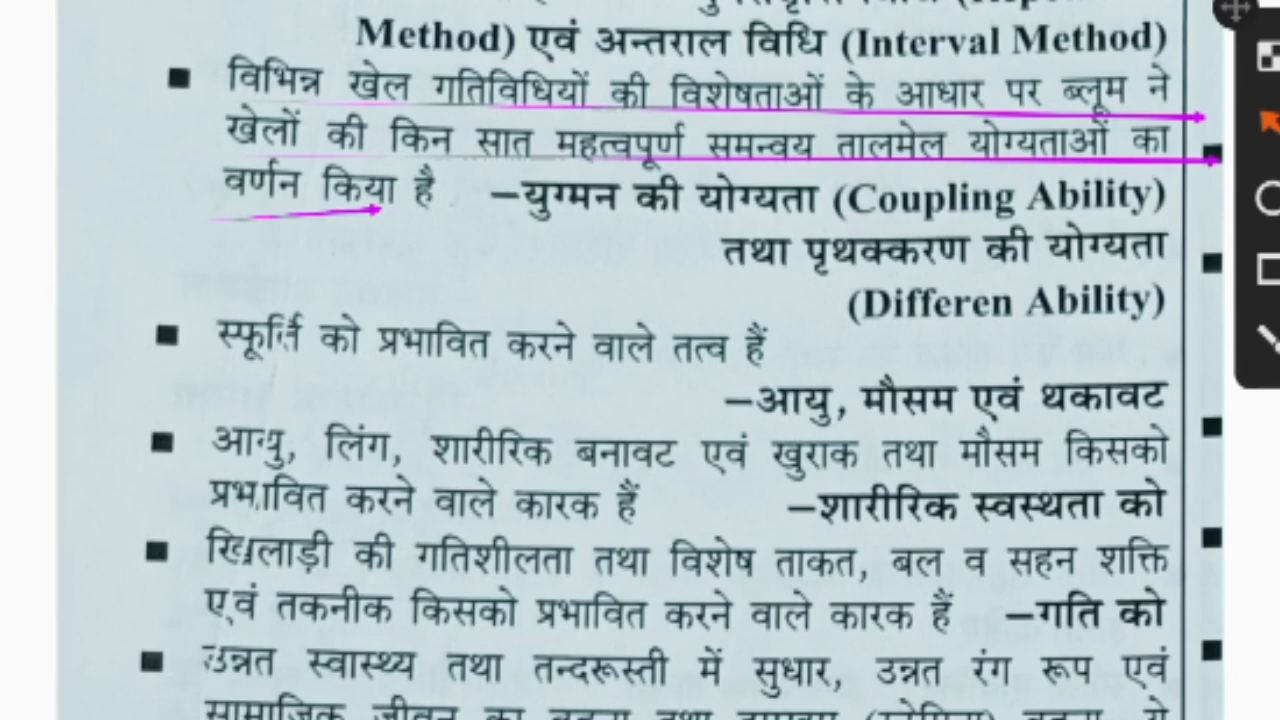 Method) एवं अन्तराल विधि (Interval Method)
■ विभिन्न खेल गतिविधियों की विशेषताओं के आधार पर ब्लूम ने
खेलों की किन सात महत्वपूर्ण समन्वय तालमेल योग्यताओं का
वर्णन किया है –युग्मन की योग्यता (Coupling Ability)
तथा पृथक्करण की योग्यता
(Differen Ability)
■ स्फूर्ति को प्रभावित करने वाले तत्व हैं
–आयु, मौसम एवं थकावट
■ आयु, लिंग, शारीरिक बनावट एवं खुराक तथा मौसम किसको
प्रभावित करने वाले कारक हैं –शारीरिक स्वस्थता को
■ खिलाड़ी की गतिशीलता तथा विशेष ताकत, बल व सहन शक्ति
एवं तकनीक किसको प्रभावित करने वाले कारक हैं –गति को
■ उन्नत स्वास्थ्य तथा तन्दरूस्ती में सुधार, उन्नत रंग रूप एवं
सामाजिक जीवन का